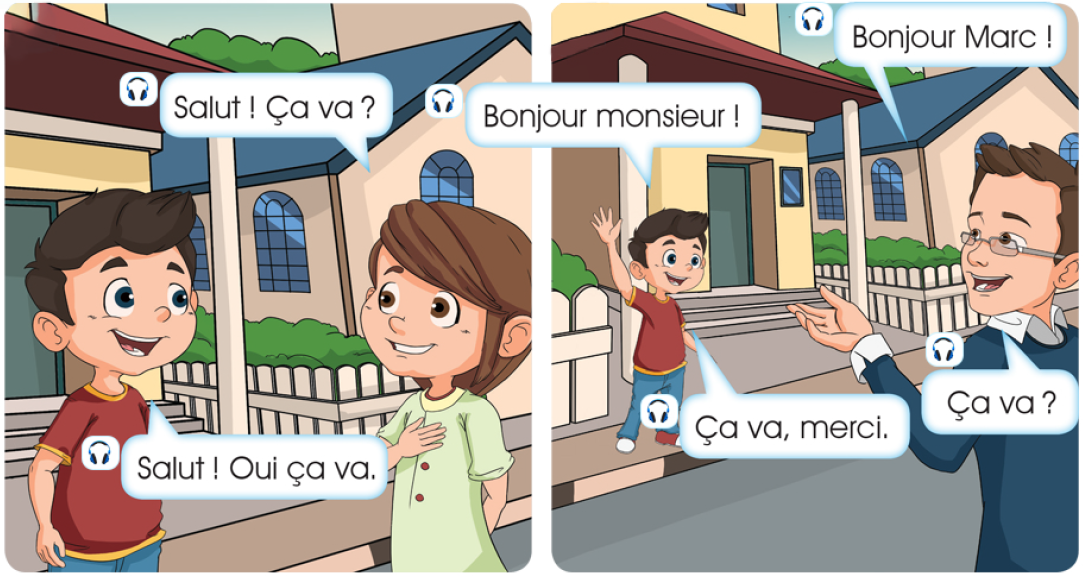 Salut ! Ça va ?
Salut ! Oui ça va.
Bonjour monsieur !
Bonjour Marc !
Ça va ?
Ça va, merci.